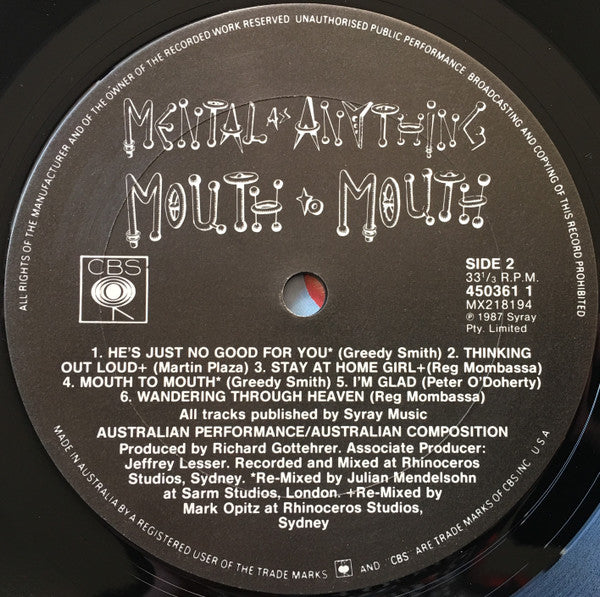 ALL RIGHTS OF THE MANUFACTURER AND OF THE OWNER OF THE RECORDED WORK RESERVED UNAUTHORISED PUBLIC PERFORMANCE, BROADCASTING AND COPYING OF THIS RECORD PROHIBITED
MENTAL AS ANYTHING
MOUTH TO MOUTH
CBS
SIDE 2
33 1/3 R.P.M.
450361 1
MX218194
℗ 1987 Syray
Pty. Limited
1. HE'S JUST NO GOOD FOR YOU* (Greedy Smith) 2. THINKING
OUT LOUD+ (Martin Plaza) 3. STAY AT HOME GIRL+(Reg Mombassa)
4. MOUTH TO MOUTH* (Greedy Smith) 5. I'M GLAD (Peter O'Doherty)
6. WANDERING THROUGH HEAVEN (Reg Mombassa)
All tracks published by Syray Music
AUSTRALIAN PERFORMANCE/AUSTRALIAN COMPOSITION
Produced by Richard Gottehrer. Associate Producer:
Jeffrey Lesser. Recorded and Mixed at Rhinoceros
Studios, Sydney. *Re-Mixed by Julian Mendelsohn
at Sarm Studios, London. +Re-Mixed by
Mark Opitz at Rhinoceros Studios,
Sydney
MADE IN AUSTRALIA BY A REGISTERED USER OF THE TRADE MARKS AND CBS: ARE TRADE MARKS OF CBS INC. U S A